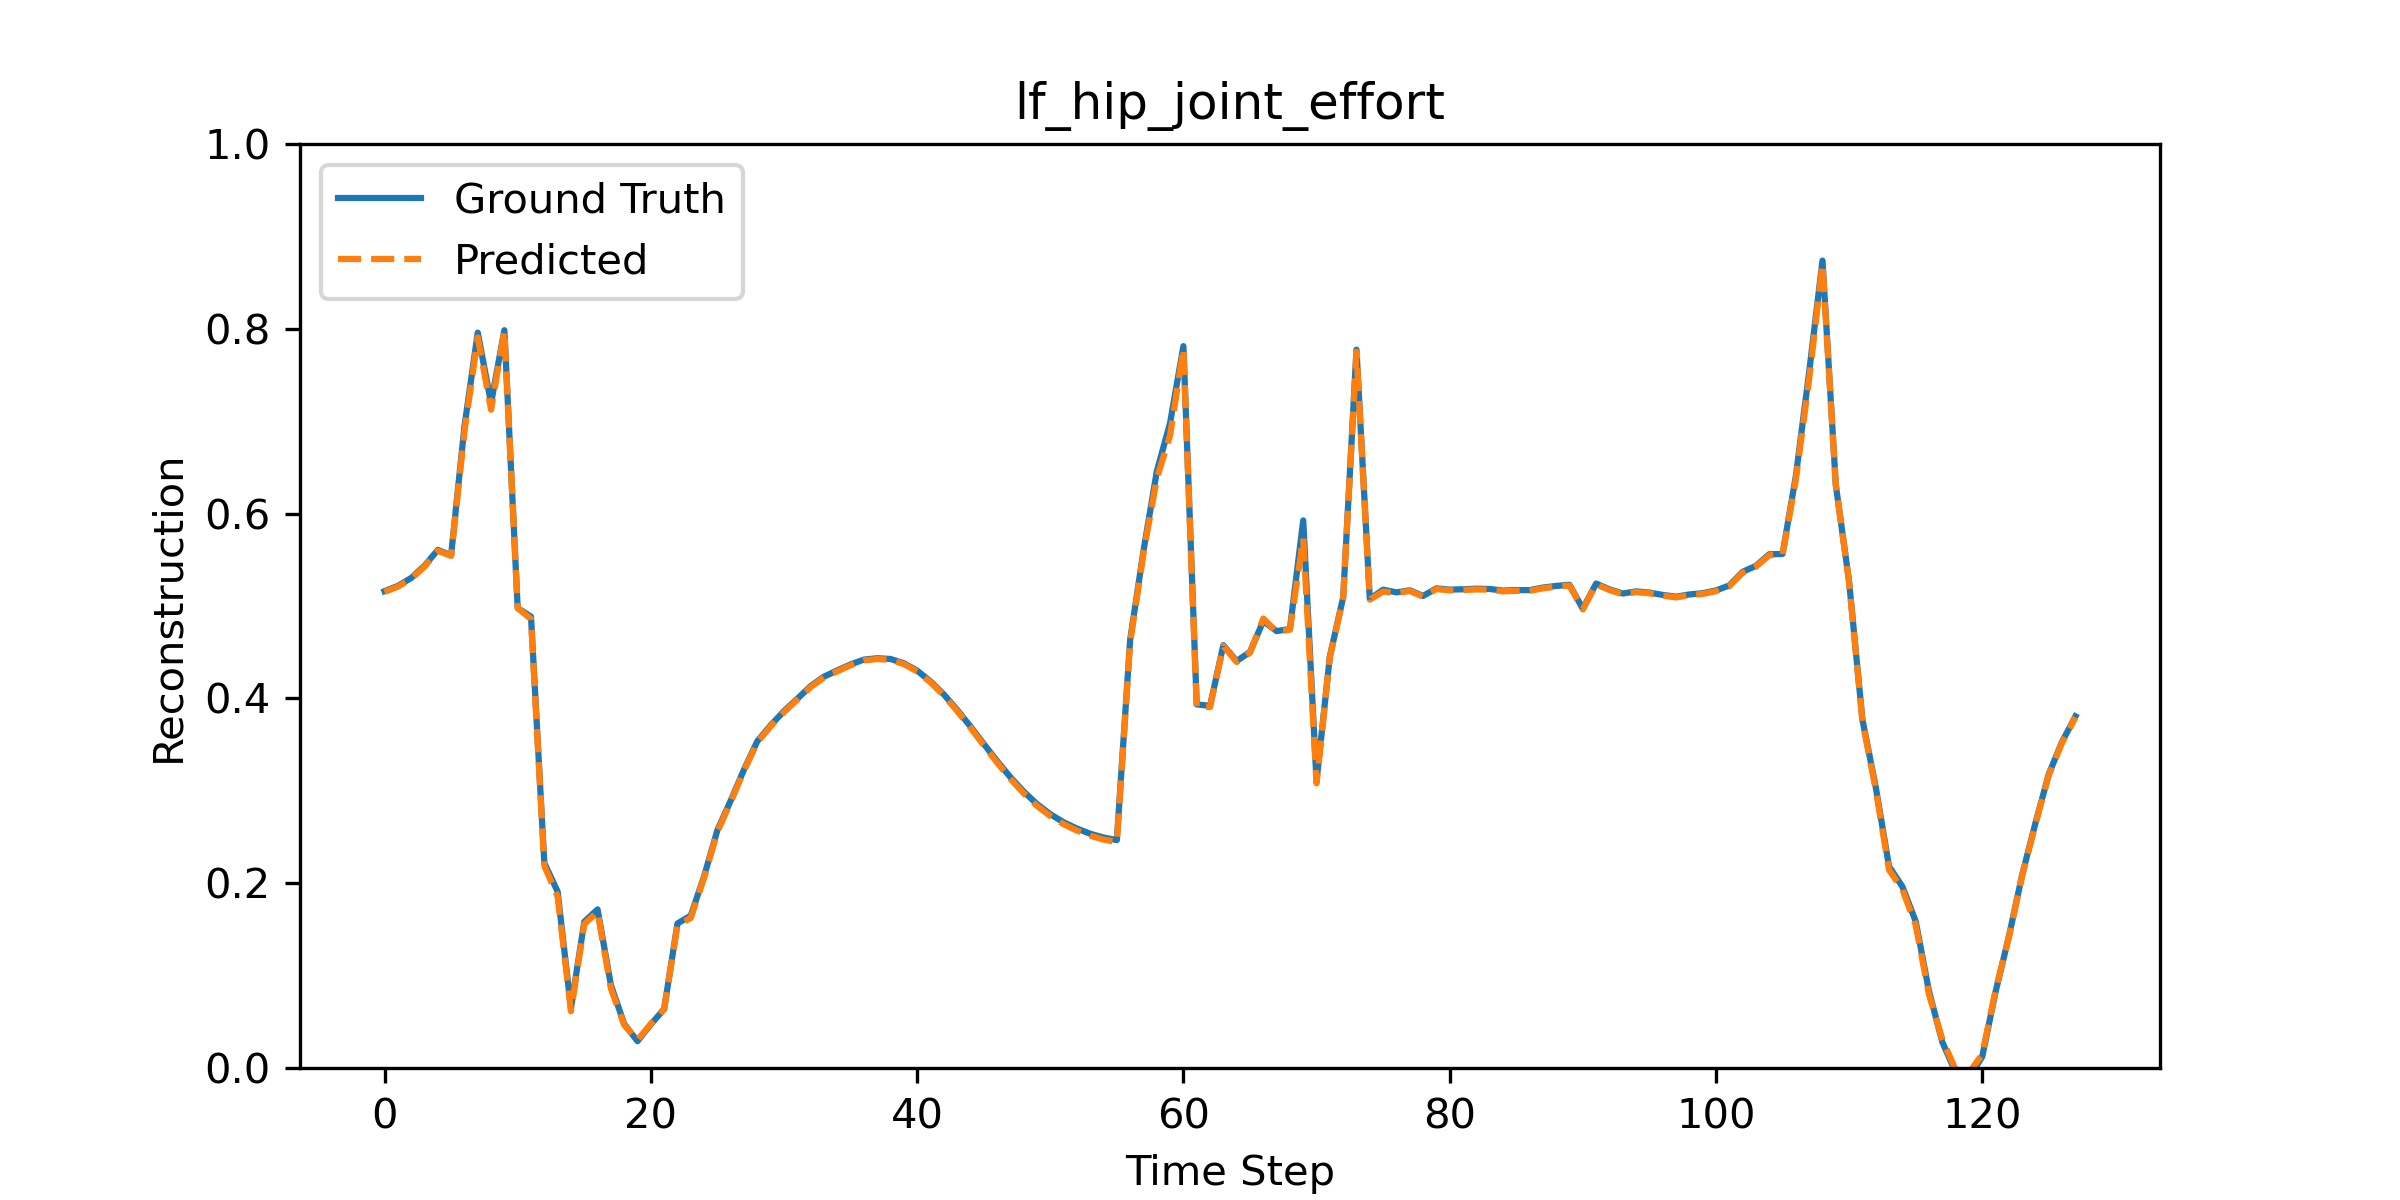 lf_hip_joint_effort
1.0
0.8
0.6
0.4
0.2
0.0
Reconstruction
Ground Truth
Predicted
0 20 40 60 80 100 120
Time Step